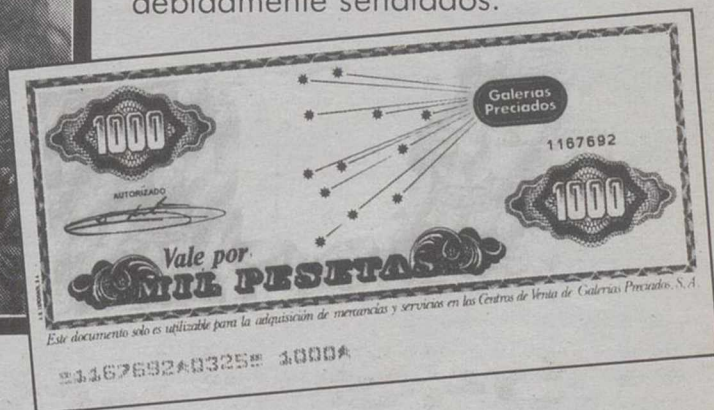 debidamente señalados.
1000
Galerías
Preciados
1167692
AUTORIZADO
1000
Vale por
MIL PESETAS
Este documento solo es utilizable para la adquisición de mercancías y servicios en los Centros de Venta de Galerías Preciados, S. A.
1167692 0325 1000